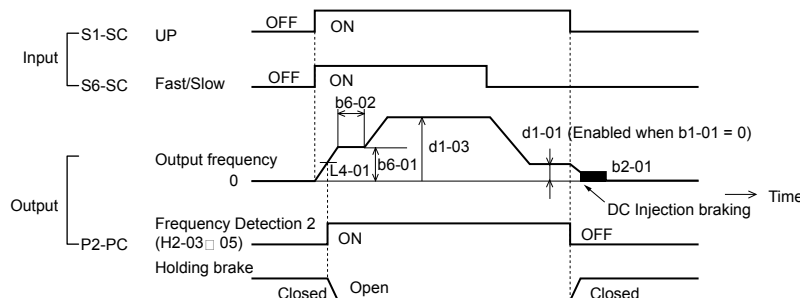 Input
S1-SC UP OFF ON
S6-SC Fast/Slow OFF ON
b6-02
d1-03
d1-01 (Enabled when b1-01 = 0)
Output
Output frequency
0
L4-01
b6-01
b2-01
Time
DC Injection braking
Frequency Detection 2
P2-PC (H2-03□ 05) ON OFF
Holding brake
Closed Open Closed